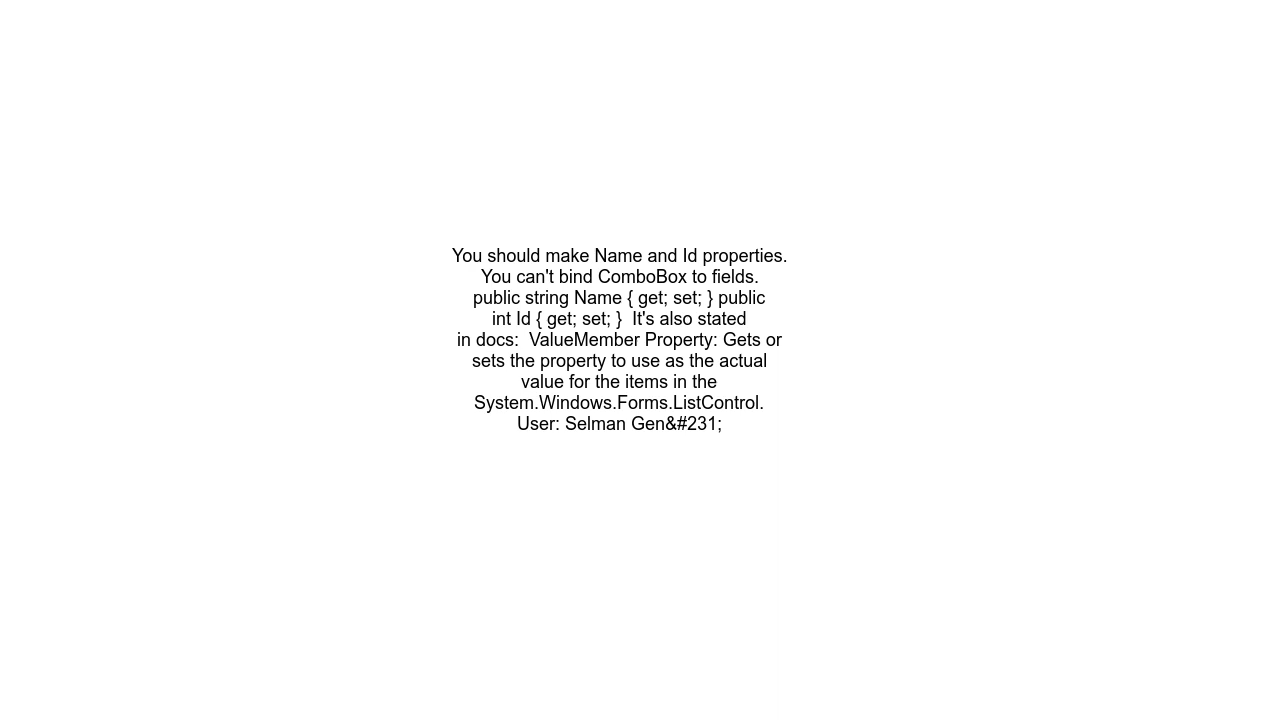 You should make Name and Id properties.
You can't bind ComboBox to fields.
public string Name { get; set; } public
int Id { get; set; }  It's also stated
in docs:  ValueMember Property: Gets or
sets the property to use as the actual
value for the items in the
System.Windows.Forms.ListControl.
User: Selman Gen&#231;